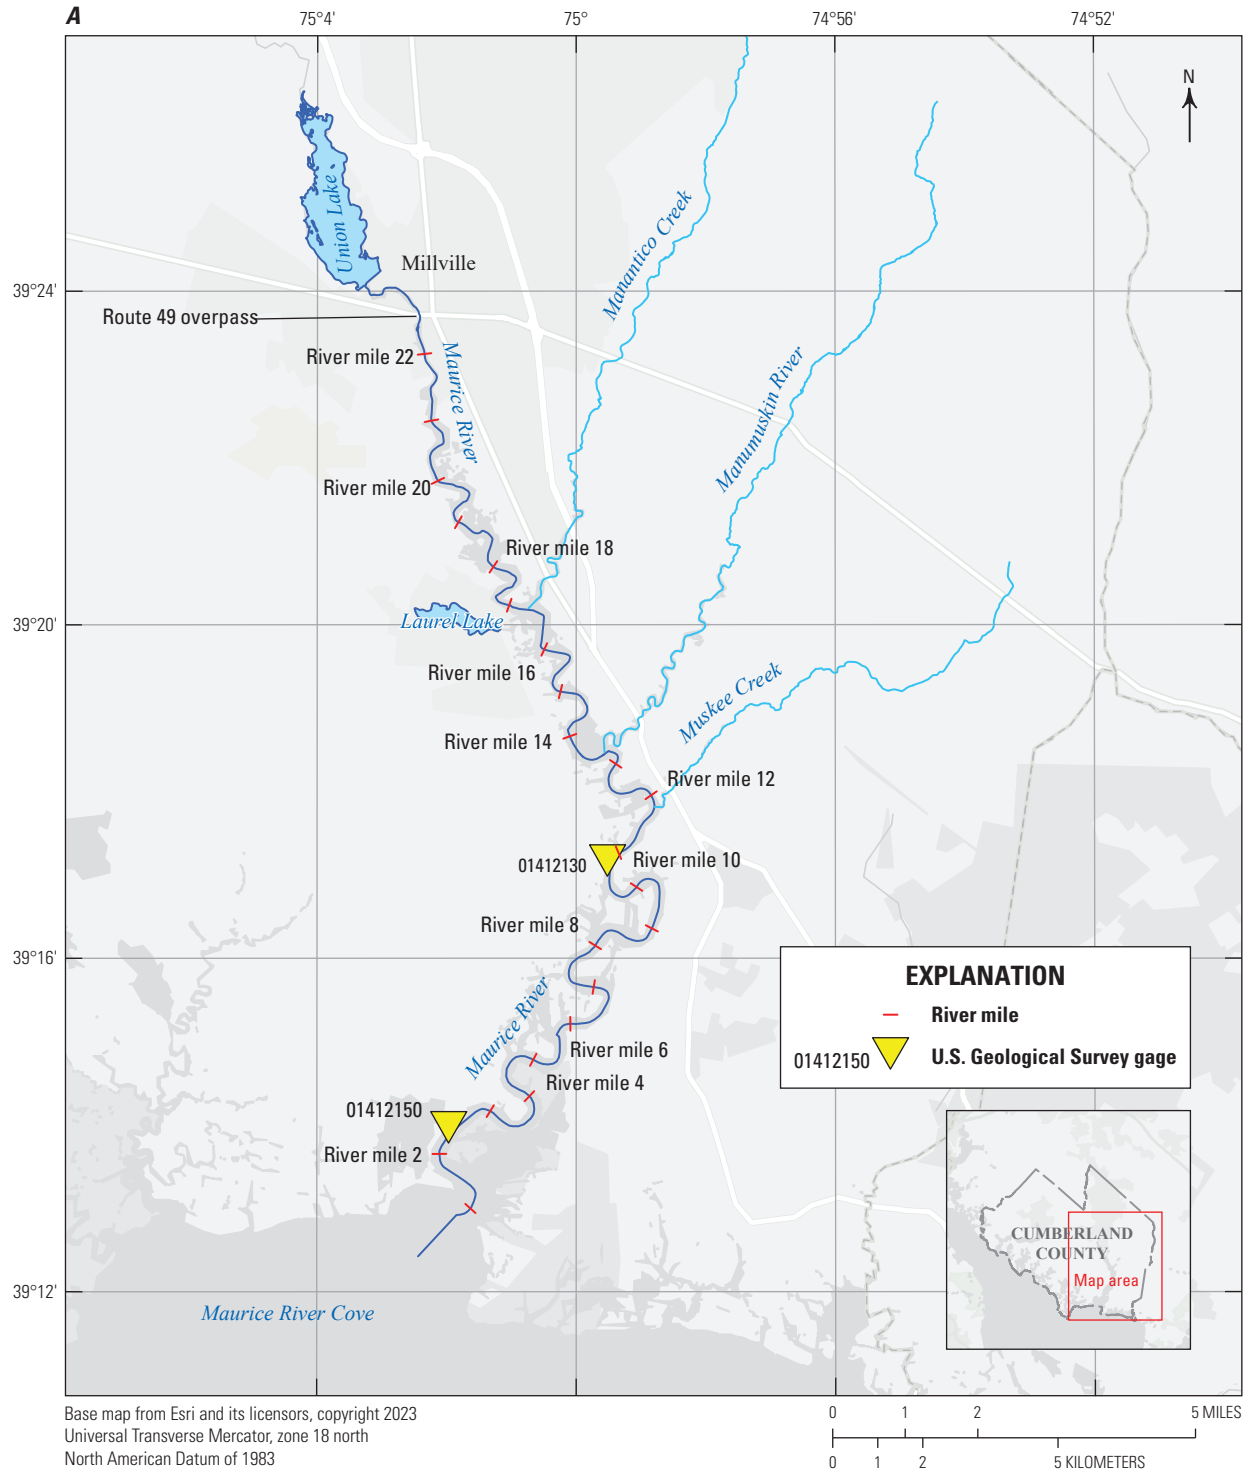 A
75°4'
75°
74°56'
74°52'
N
Union Lake
Millville
Manantico Creek
39°24'
Route 49 overpass
River mile 22
Maurice River
Manumuskin River
River mile 20
River mile 18
Laurel Lake
39°20'
River mile 16
Muskee Creek
River mile 14
River mile 12
01412130
River mile 10
River mile 8
39°16'
Maurice River
River mile 6
River mile 4
01412150
River mile 2
EXPLANATION
River mile
01412150
U.S. Geological Survey gage
CUMBERLAND
COUNTY
Map area
39°12'
Maurice River Cove
Base map from Esri and its licensors, copyright 2023
Universal Transverse Mercator, zone 18 north
North American Datum of 1983
0 1 2 5 MILES
0 1 2 5 KILOMETERS